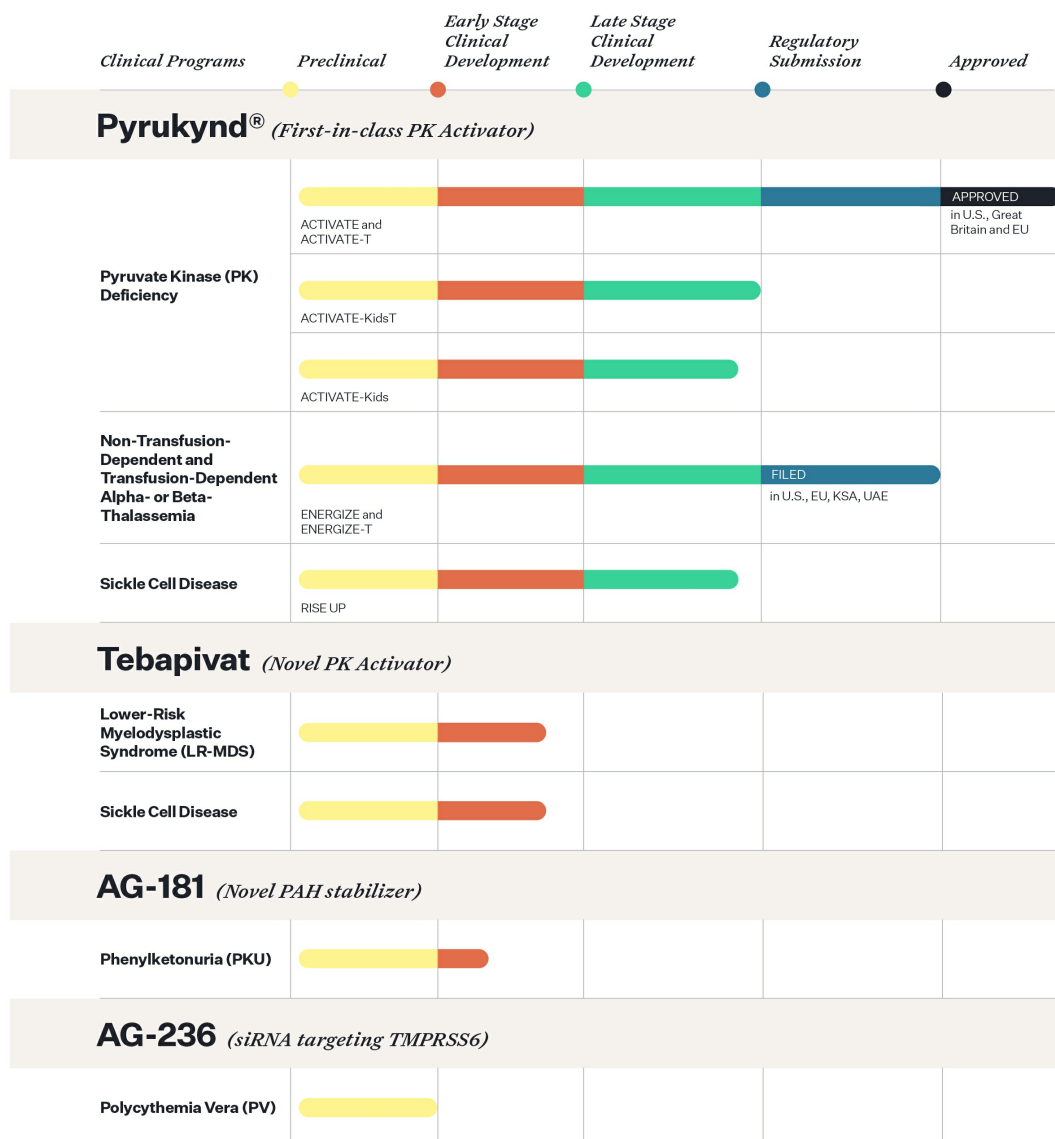 Clinical Programs
Preclinical
Early Stage
Clinical
Development
Late Stage
Clinical
Development
Regulatory
Submission
Approved
Pyrukynd® (First-in-class PK Activator)
Pyruvate Kinase (PK)
Deficiency
ACTIVATE and
ACTIVATE-T
APPROVED
in U.S., Great
Britain and EU
ACTIVATE-KidsT
ACTIVATE-Kids
Non-Transfusion-
Dependent and
Transfusion-Dependent
Alpha- or Beta-
Thalassemia
ENERGIZE and
ENERGIZE-T
FILED
in U.S., EU, KSA, UAE
Sickle Cell Disease
RISE UP
Tebapivat (Novel PK Activator)
Lower-Risk
Myelodysplastic
Syndrome (LR-MDS)
Sickle Cell Disease
AG-181 (Novel PAH stabilizer)
Phenylketonuria (PKU)
AG-236 (siRNA targeting TMPRSS6)
Polycythemia Vera (PV)